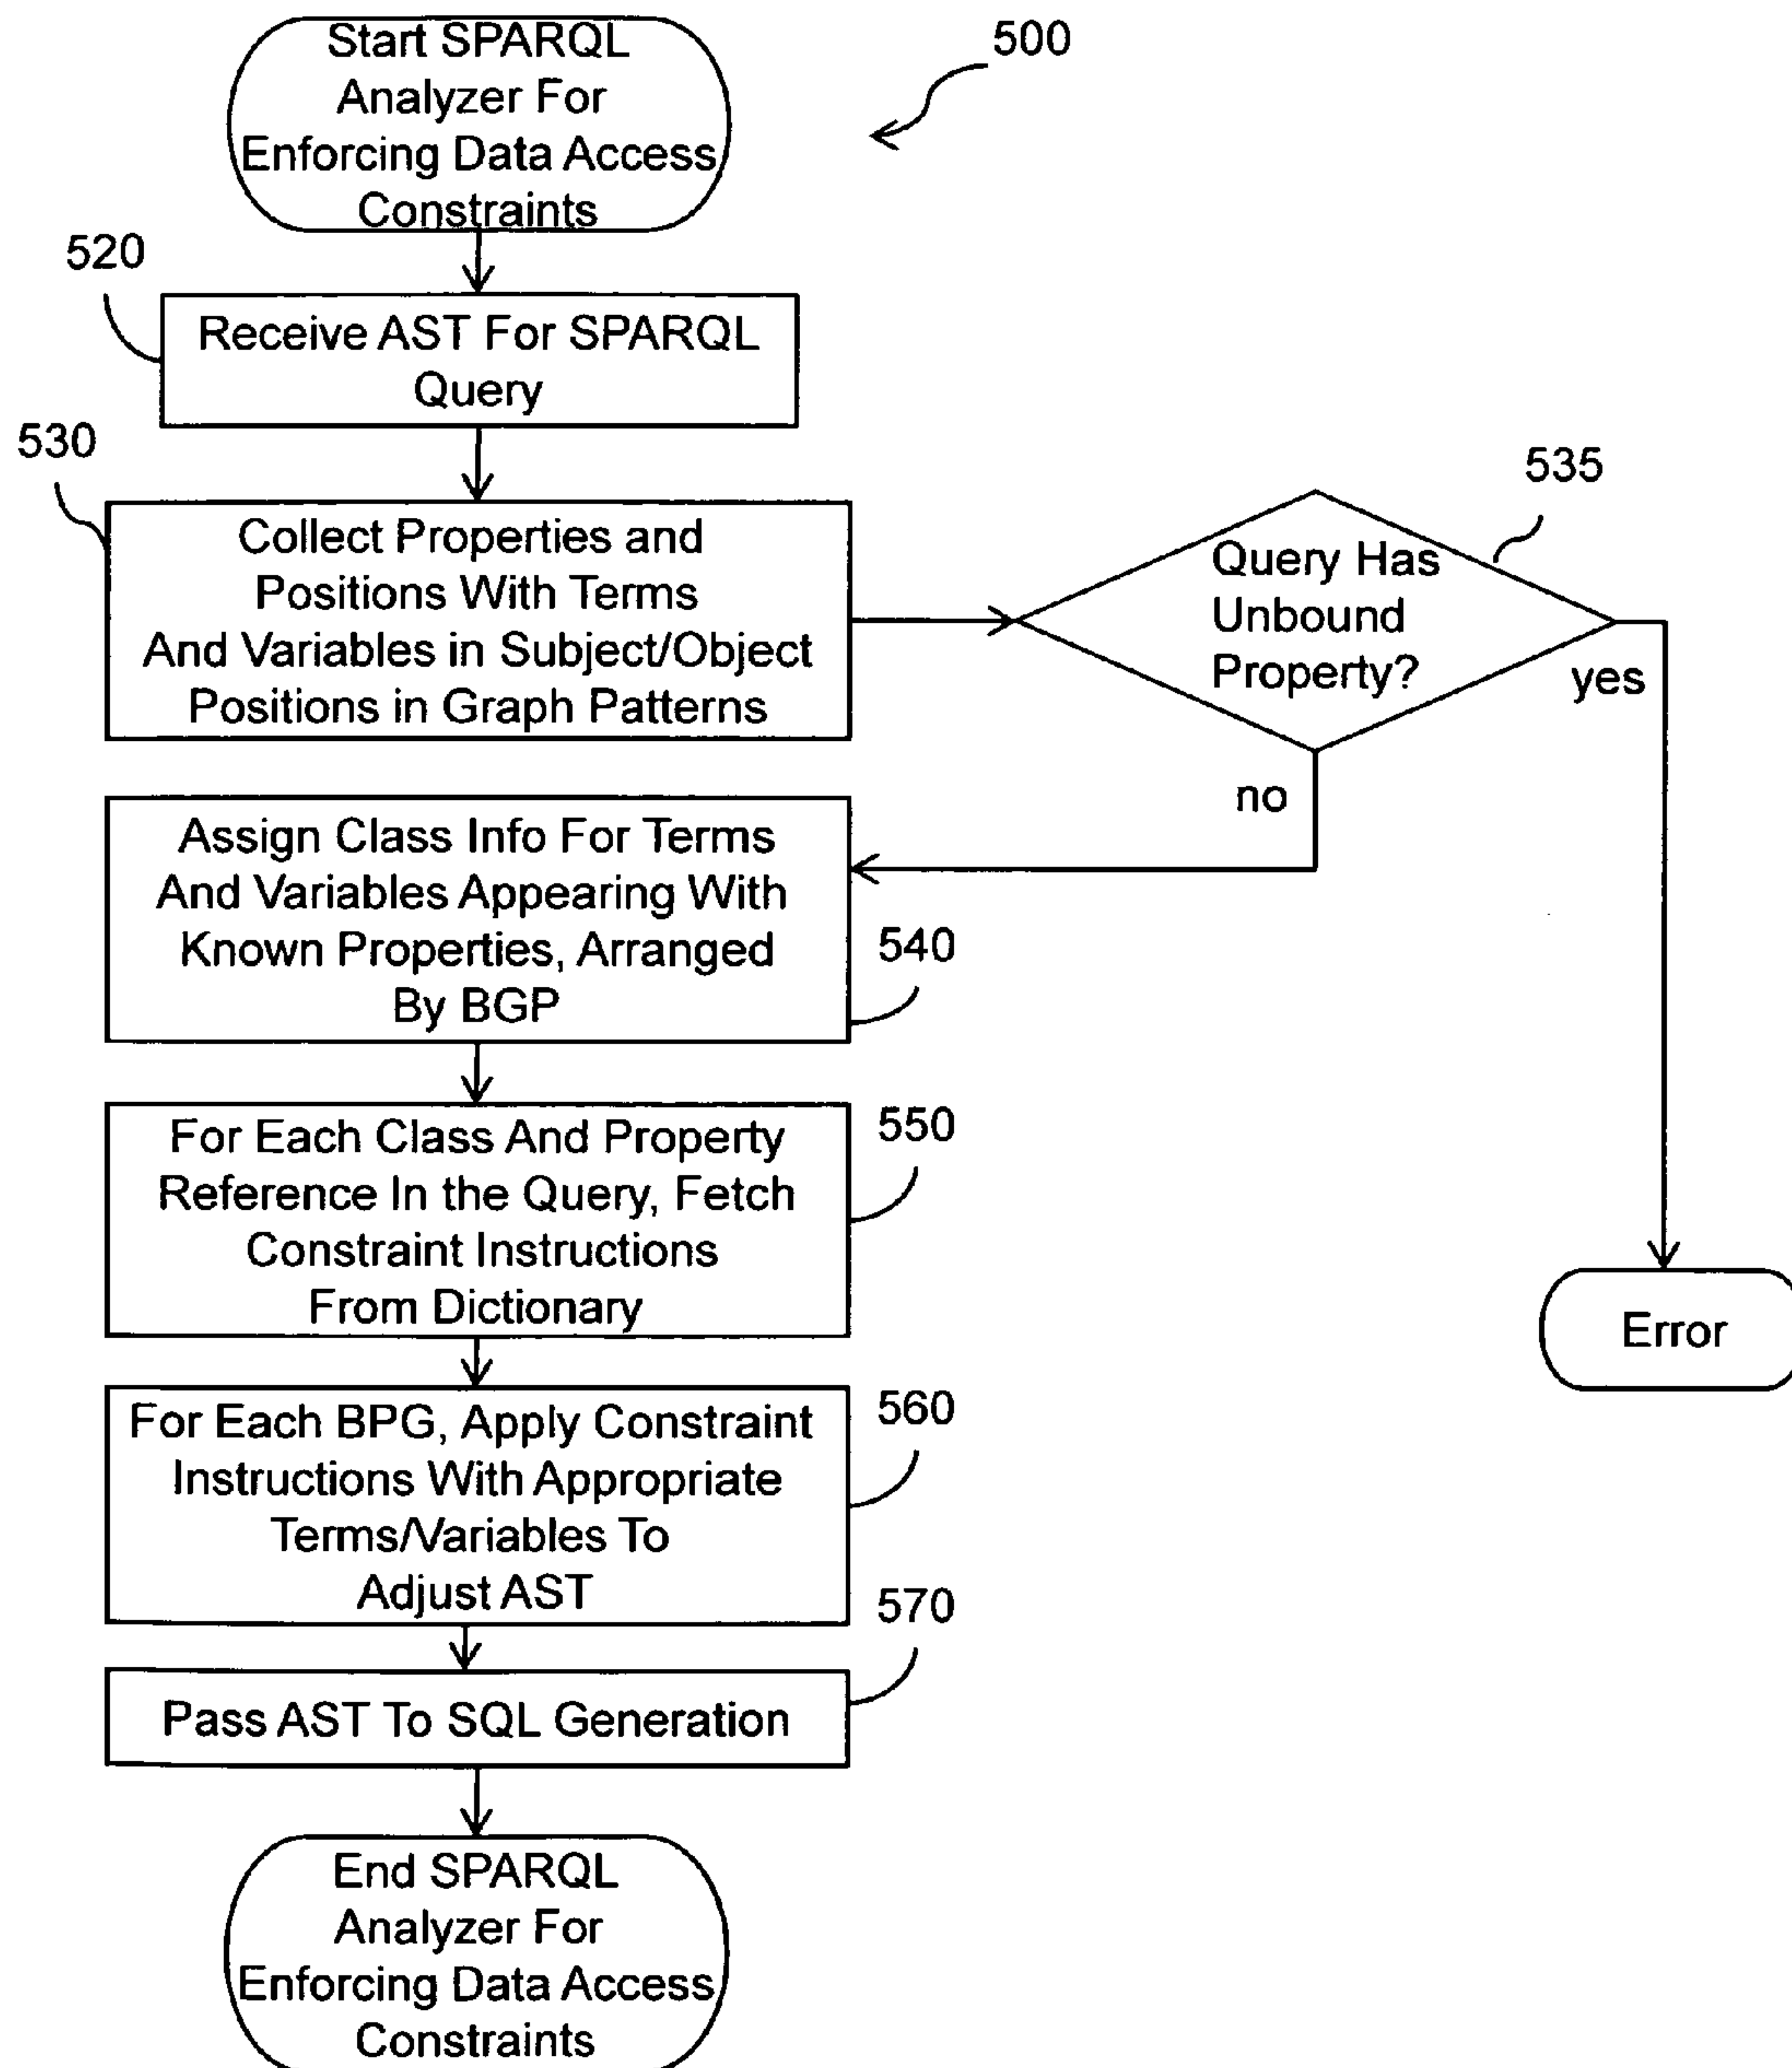 Start SPARQL
Analyzer For
Enforcing Data Access
Constraints
500
520
Receive AST For SPARQL
Query
530
Collect Properties and
Positions With Terms
And Variables in Subject/Object
Positions in Graph Patterns
535
Query Has
Unbound
Property?
yes
no
Assign Class Info For Terms
And Variables Appearing With
Known Properties, Arranged
By BGP
540
For Each Class And Property
Reference In the Query, Fetch
Constraint Instructions
From Dictionary
550
Error
For Each BPG, Apply Constraint
Instructions With Appropriate
Terms/Variables To
Adjust AST
560
570
Pass AST To SQL Generation
End SPARQL
Analyzer For
Enforcing Data Access
Constraints